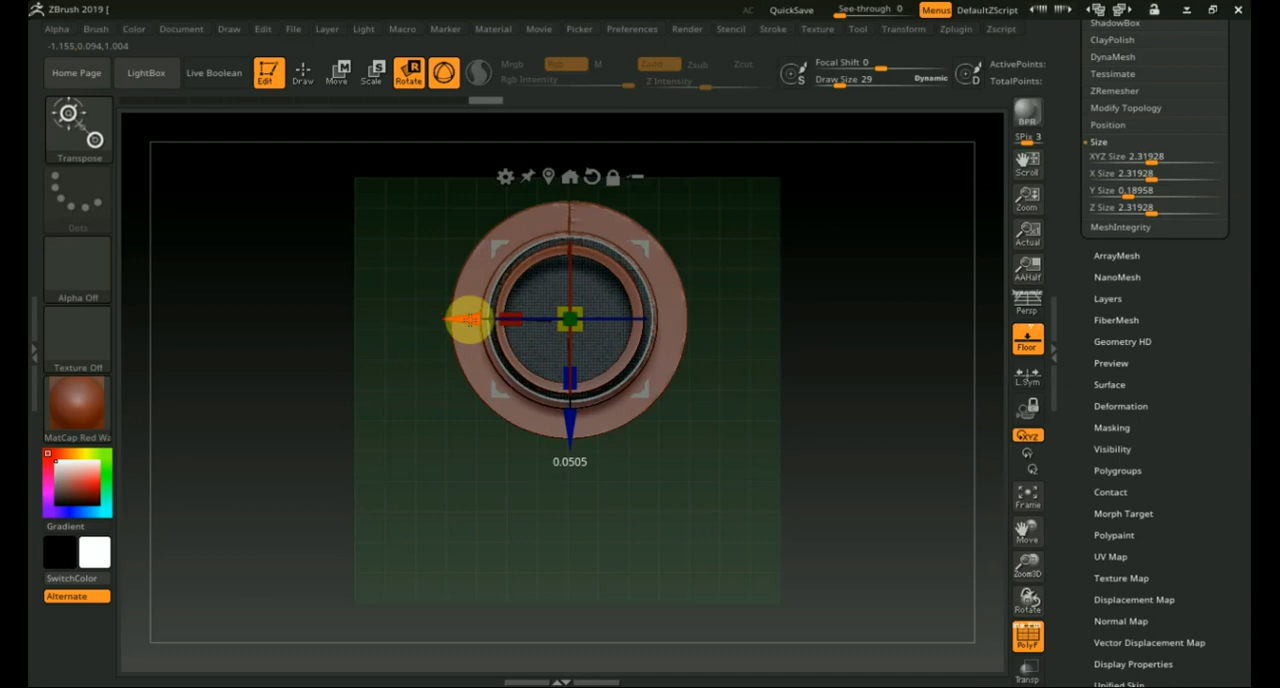 ZBrush 2019 [
AC QuickSave See-through 0 Menus DefaultZScript
Alpha Brush Color Document Draw Edit File Layer Light Macro Marker Material Movie Picker Preferences Render Stencil Stroke Texture Tool Transform Zplugin Zscript
-1.155,0.094,1.004
Home Page LightBox Live Boolean Edit Draw Move Scale Rotate
Mrgb Rgb M Zadd Zsub Zcut
Rgb Intensity Z Intensity
Focal Shift 0
Draw Size 29 Dynamic
ActivePoints:
TotalPoints:
S
D
R
Transpose
Dots
Alpha Off
Texture Off
MatCap Red Wa
Gradient
SwitchColor
Alternate
0.0505
BPR
SPix 3
Scroll
Zoom
Actual
AAHalf
Dynamic
Persp
Floor
L.Sym
XYZ
Y
Z
Frame
Move
Zoom3D
Rotate
PolyF
Transp
ShadowBox
ClayPolish
DynaMesh
Tessimate
ZRemesher
Modify Topology
Position
Size
XYZ Size 2.31928
X Size 2.31928
Y Size 0.18958
Z Size 2.31928
MeshIntegrity
ArrayMesh
NanoMesh
Layers
FiberMesh
Geometry HD
Preview
Surface
Deformation
Masking
Visibility
Polygroups
Contact
Morph Target
Polypaint
UV Map
Texture Map
Displacement Map
Normal Map
Vector Displacement Map
Display Properties
Unified Skin